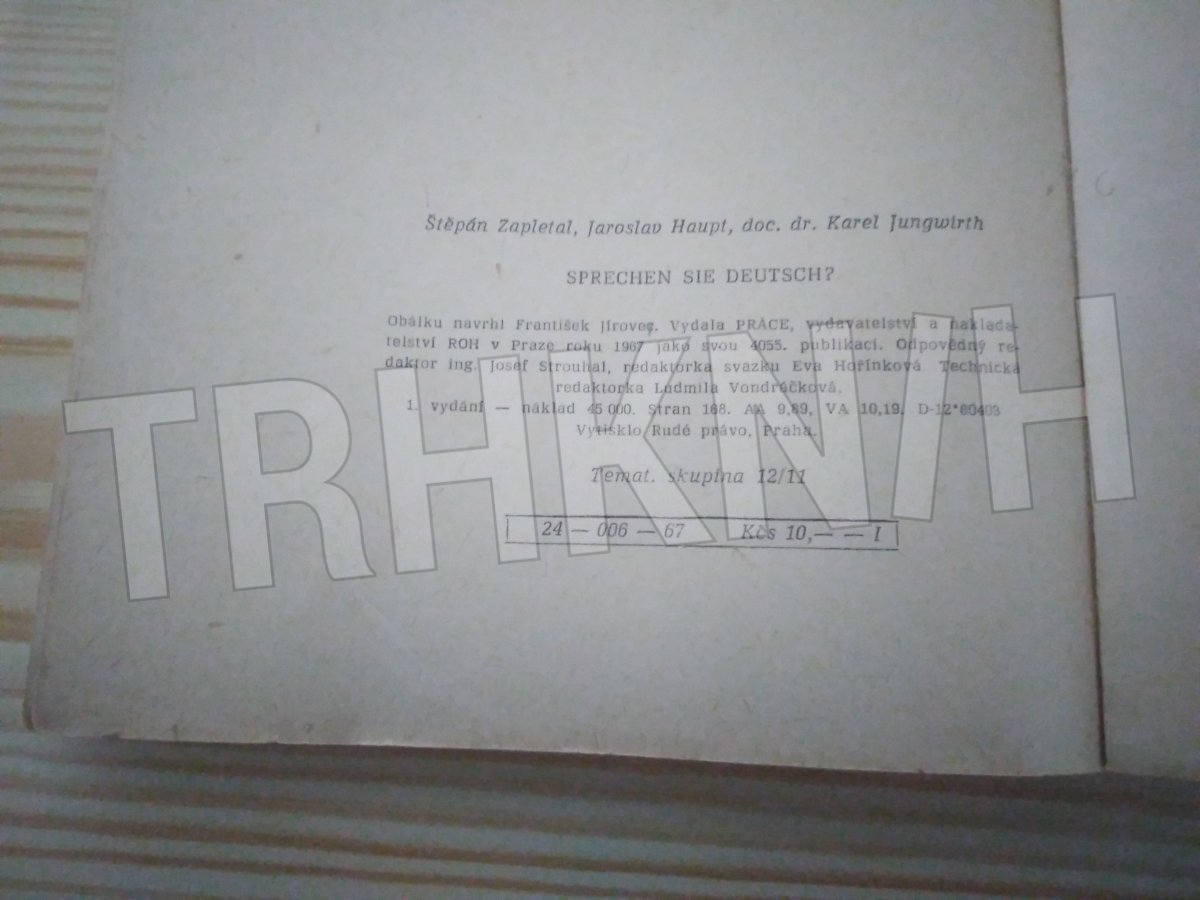 Štěpán Zapletal, Jaroslav Haupt, doc. dr. Karel Jungwirth
SPRECHEN SIE DEUTSCH?
Obálku navrhl František Jírovec. Vydala PRÁCE, vydavatelství a naklada-
telství ROH v Praze roku 1967 jako svou 4055. publikaci. Odpovědný re-
daktor ing. Josef Strouhal, redaktorka svazku Eva Hořínková. Technická
redaktorka Ludmila Vondráčková.
1. vydání — náklad 45 000. Stran 168. AA 9,89, VA 10,19. D-12*60403
Vytisklo Rudé právo, Praha.
Temat. skupina 12/11
24 — 006 — 67 Kčs 10,— — I
TRHKNIH